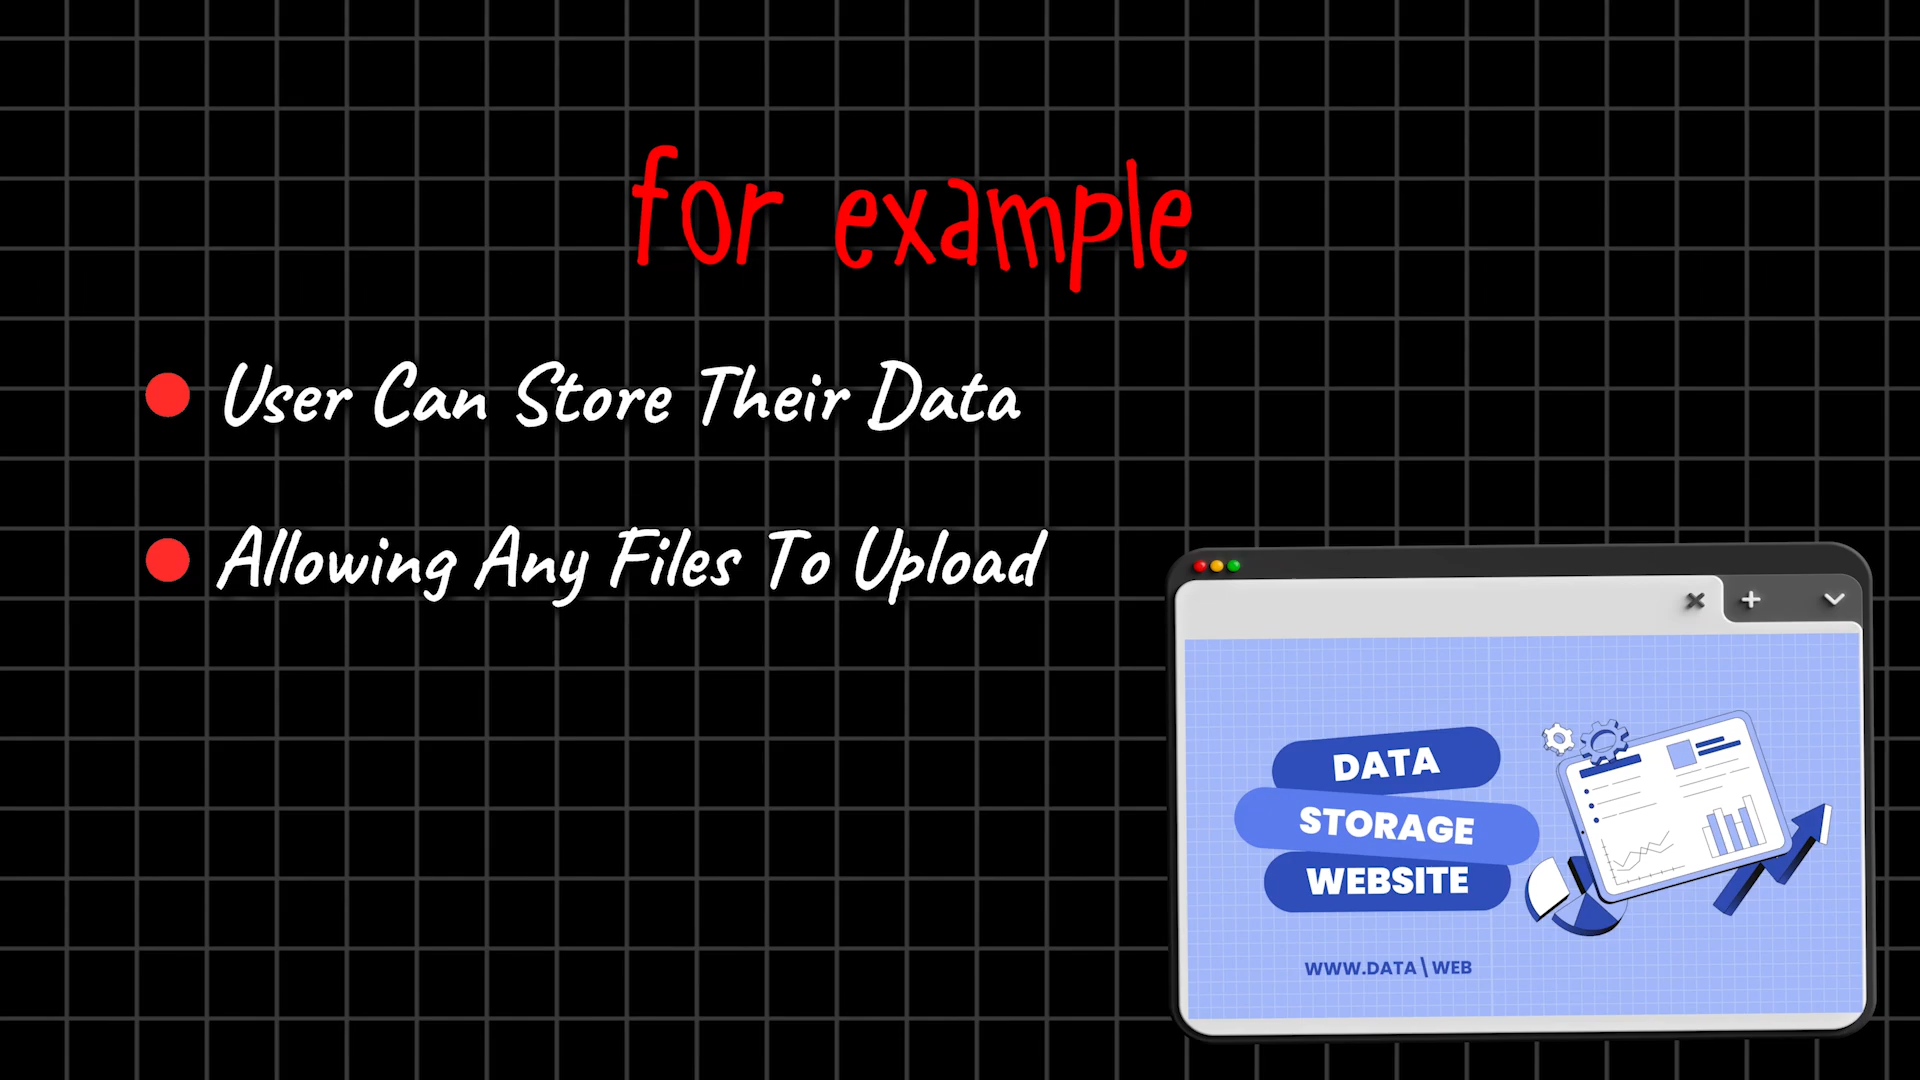 for example
User Can Store Their Data
Allowing Any Files To Upload
DATA
STORAGE
WEBSITE
WWW.DATA\WEB